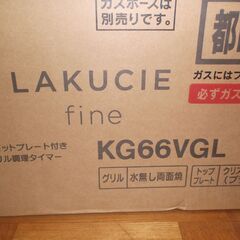 ガスホースは
別売りです。
都
ガスにはプ
必ずガス
LAKUCIE
fine
ットプレート付き
ル調理タイマー
KG66VGL
グリル 水無し両面焼 トップ
プレート クリス